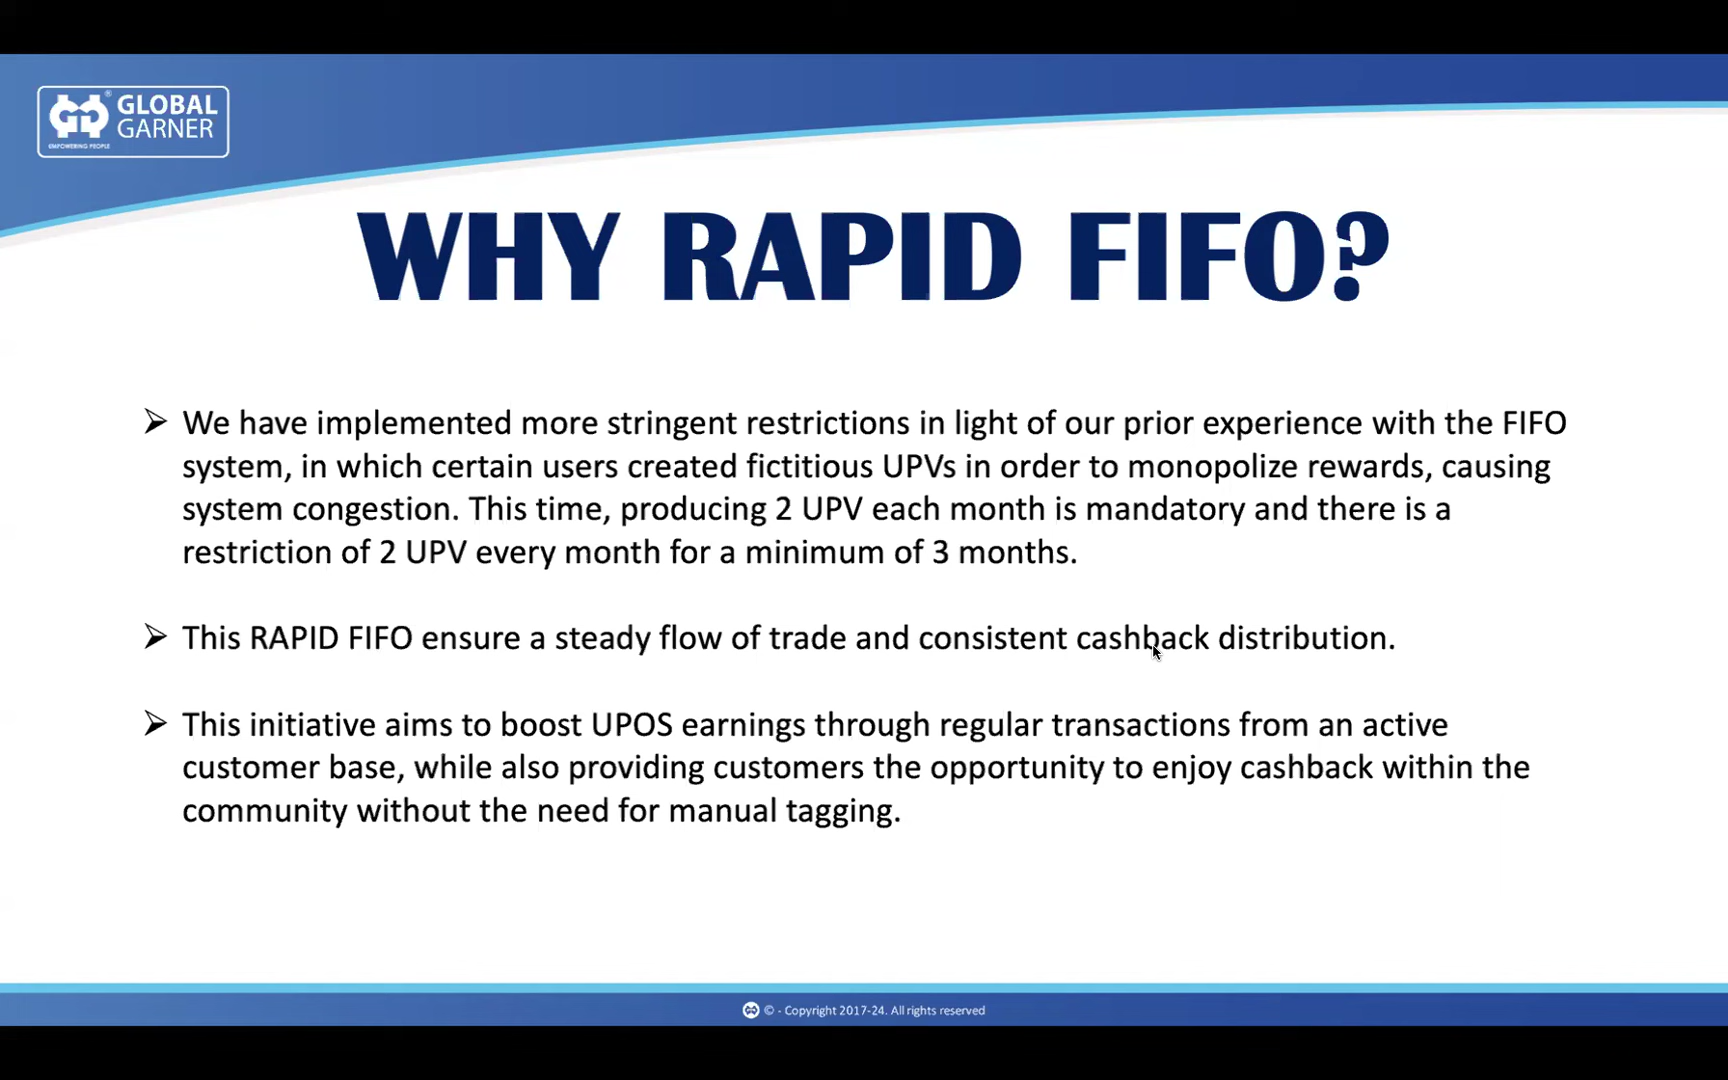 GLOBAL
GARNER
EMPOWERING PEOPLE
WHY RAPID FIFO?
➢ We have implemented more stringent restrictions in light of our prior experience with the FIFO
system, in which certain users created fictitious UPVs in order to monopolize rewards, causing
system congestion. This time, producing 2 UPV each month is mandatory and there is a
restriction of 2 UPV every month for a minimum of 3 months.
➢ This RAPID FIFO ensure a steady flow of trade and consistent cashback distribution.
➢ This initiative aims to boost UPOS earnings through regular transactions from an active
customer base, while also providing customers the opportunity to enjoy cashback within the
community without the need for manual tagging.
© - Copyright 2017-24. All rights reserved